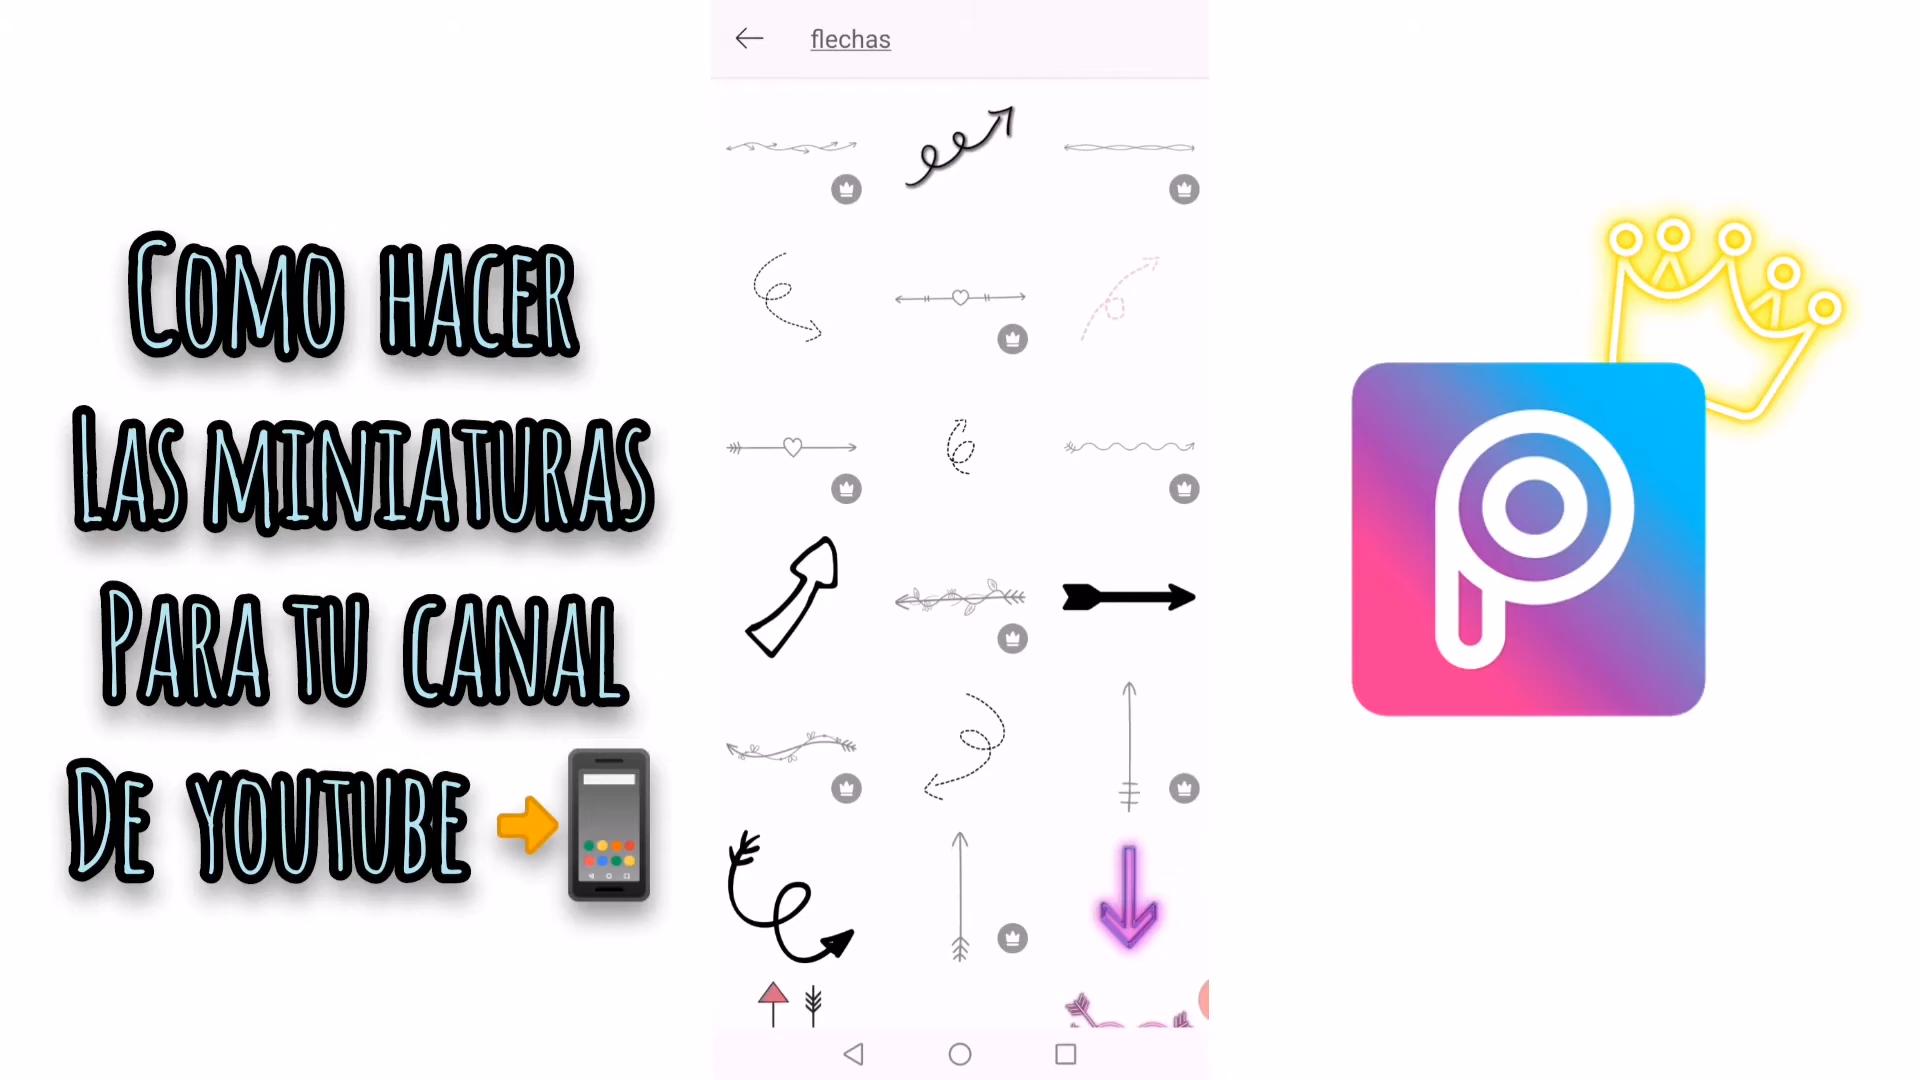 Como hacer
Las miniaturas
Para tu canal
De youtube
flechas